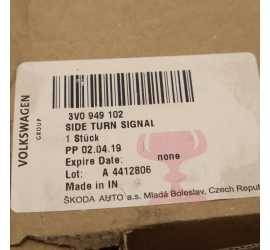 VOLKSWAGEN
GROUP
3V0 949 102
SIDE TURN SIGNAL
1 Stück
PP 02.04.19
Expire Date: none
Lot: A 4412806
Made in IN
ŠKODA AUTO a.s. Mladá Boleslav, Czech Repu